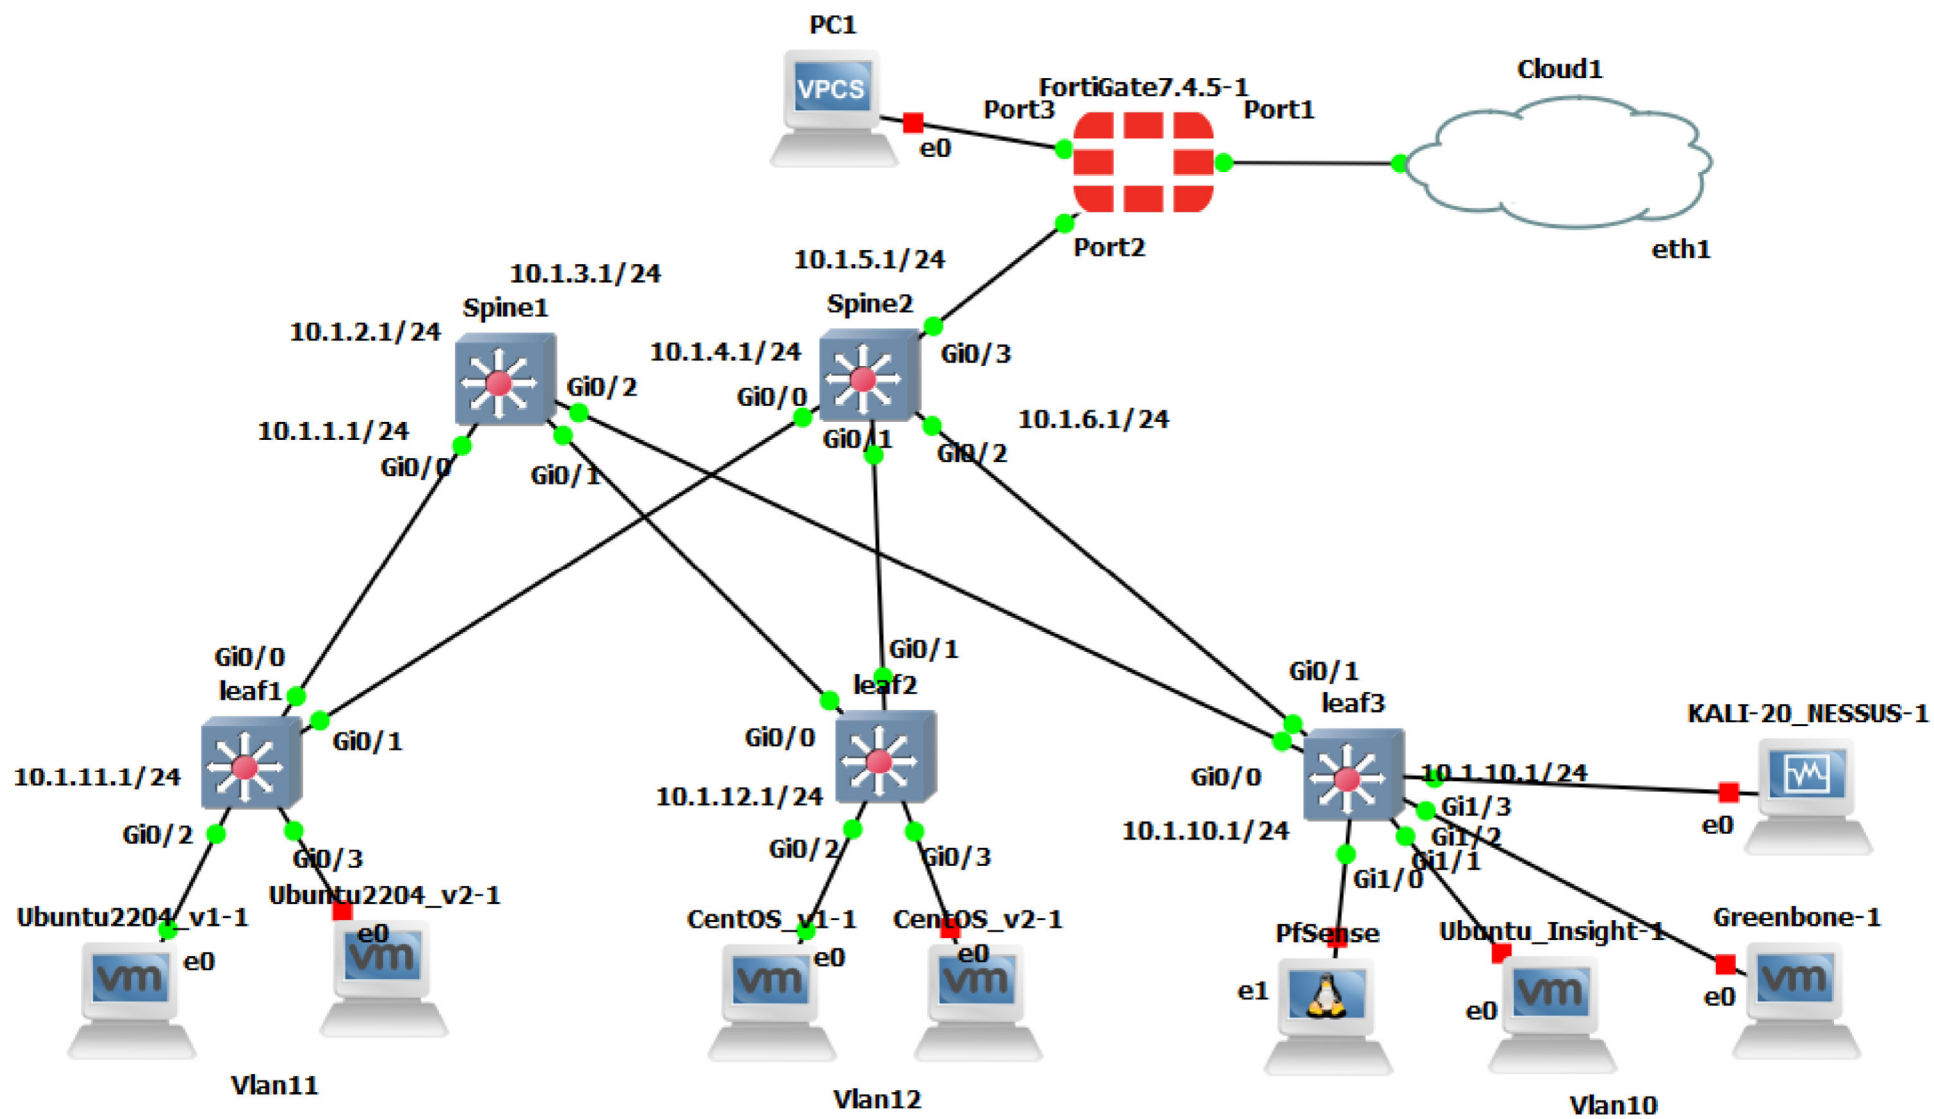 PC1
VPCS
e0
Port3
FortiGate7.4.5-1
Port1
Cloud1
eth1
Port2
10.1.3.1/24
Spine1
10.1.2.1/24
10.1.1.1/24
Gi0/0
Gi0/1
Gi0/2
10.1.5.1/24
Spine2
10.1.4.1/24
Gi0/0
Gi0/1
Gi0/3
10.1.6.1/24
Gi0/2
Gi0/0
leaf1
Gi0/1
10.1.11.1/24
Gi0/2
Gi0/3
Ubuntu2204_v1-1
e0
vm
Ubuntu2204_v2-1
e0
vm
Vlan11
Gi0/1
leaf2
Gi0/0
10.1.12.1/24
Gi0/2
Gi0/3
CentOS_v1-1
e0
vm
CentOS_v2-1
e0
vm
Vlan12
Gi0/1
leaf3
Gi0/0
10.1.10.1/24
10.1.10.1/24
Gi1/3
Gi1/2
Gi1/1
Gi1/0
KALI-20_NESSUS-1
e0
PfSense
e1
Ubuntu_Insight-1
e0
vm
Greenbone-1
e0
vm
Vlan10